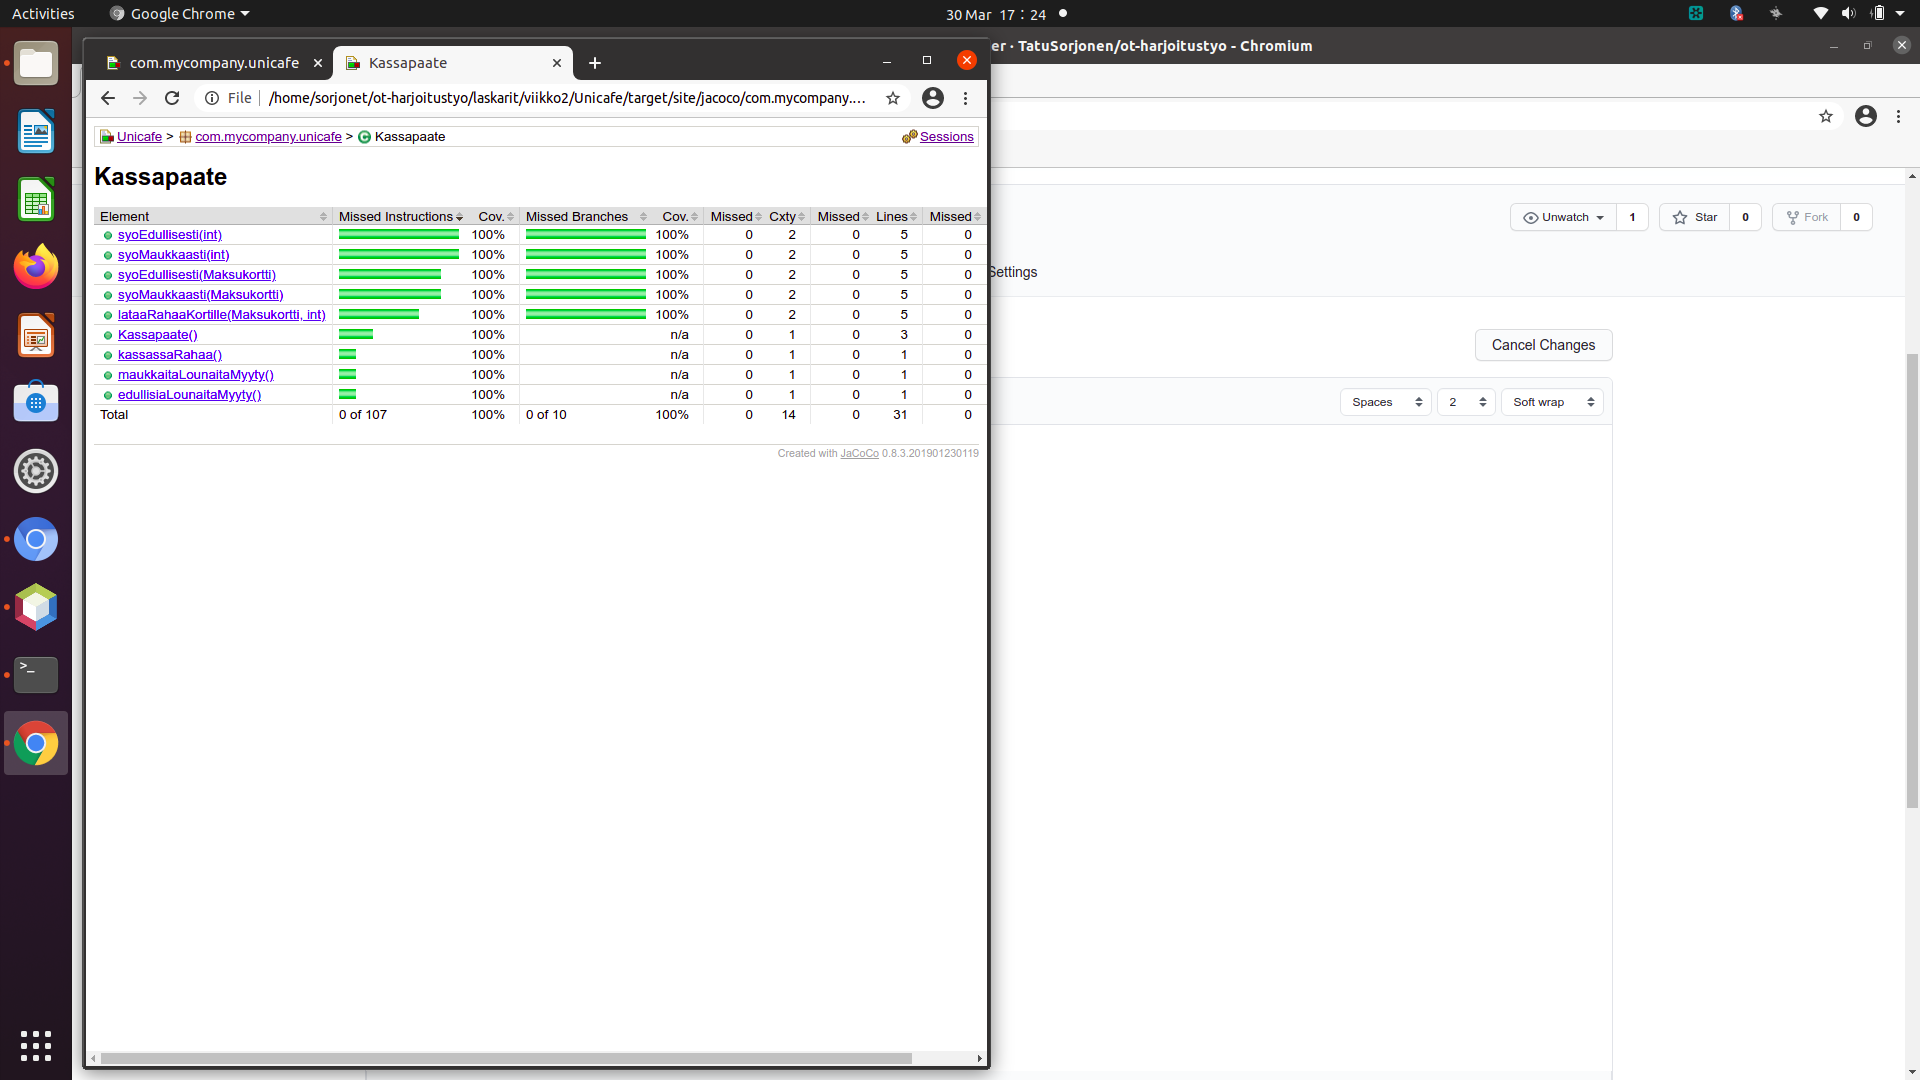 Activities
Google Chrome
30 Mar 17 : 24
er · TatuSorjonen/ot-harjoitustyo - Chromium
com.mycompany.unicafe
Kassapaate
File
/home/sorjonet/ot-harjoitustyo/laskarit/viikko2/Unicafe/target/site/jacoco/com.mycompany....
Unicafe > com.mycompany.unicafe > Kassapaate
Sessions
Kassapaate
Element Missed Instructions Cov. Missed Branches Cov. Missed Cxty Missed Lines Missed
syoEdullisesti(int) 100% 100% 0 2 0 5 0
syoMaukkaasti(int) 100% 100% 0 2 0 5 0
syoEdullisesti(Maksukortti) 100% 100% 0 2 0 5 0
syoMaukkaasti(Maksukortti) 100% 100% 0 2 0 5 0
lataaRahaaKortille(Maksukortti, int) 100% 100% 0 2 0 5 0
Kassapaate() 100% n/a 0 1 0 3 0
kassassaRahaa() 100% n/a 0 1 0 1 0
maukkaitaLounaitaMyyty() 100% n/a 0 1 0 1 0
edullisiaLounaitaMyyty() 100% n/a 0 1 0 1 0
Total 0 of 107 100% 0 of 10 100% 0 14 0 31 0
Created with JaCoCo 0.8.3.201901230119
Unwatch 1 Star 0 Fork 0
Settings
Cancel Changes
Spaces 2 Soft wrap
>_